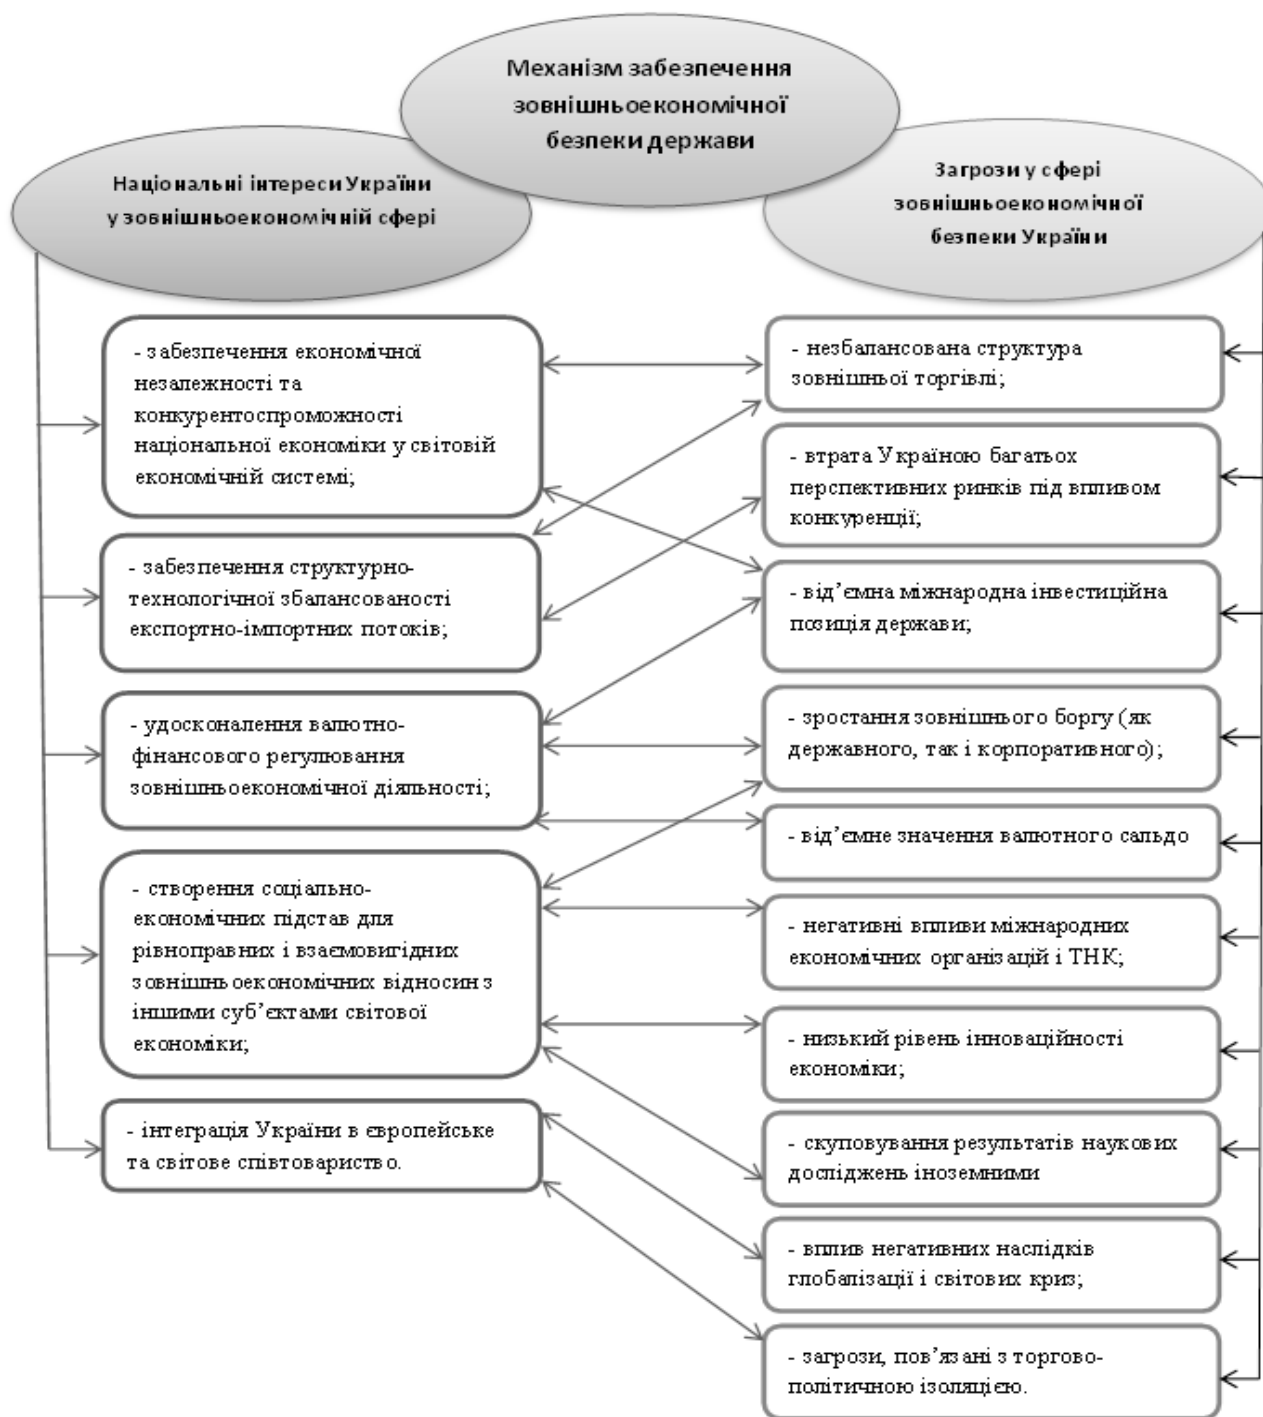 Механізм забезпечення
зовнішньоекономічної
безпеки держави
Національні інтереси України
у зовнішньоекономічній сфері
Загрози у сфері
зовнішньоекономічної
безпеки України
- забезпечення економічної
незалежності та
конкурентоспроможності
національної економіки у світовій
економічній системі;
- забезпечення структурно-
технологічної збалансованості
експортно-імпортних потоків;
- удосконалення валютно-
фінансового регулювання
зовнішньоекономічної діяльності;
- створення соціально-
економічних підстав для
рівноправних і взаємовигідних
зовнішньоекономічних відносин з
іншими суб’єктами світової
економіки;
- інтеграція України в європейське
та світове співтовариство.
- незбалансована структура
зовнішньої торгівлі;
- втрата Україною багатьох
перспективних ринків під впливом
конкуренції;
- від’ємна міжнародна інвестиційна
позиція держави;
- зростання зовнішнього боргу (як
державного, так і корпоративного);
- від’ємне значення валютного сальдо
- негативні впливи міжнародних
економічних організацій і ТНК;
- низький рівень інноваційності
економіки;
- скуповування результатів наукових
досліджень іноземними
- вплив негативних наслідків
глобалізації і світових криз;
- загрози, пов’язані з торгово-
політичною ізоляцією.